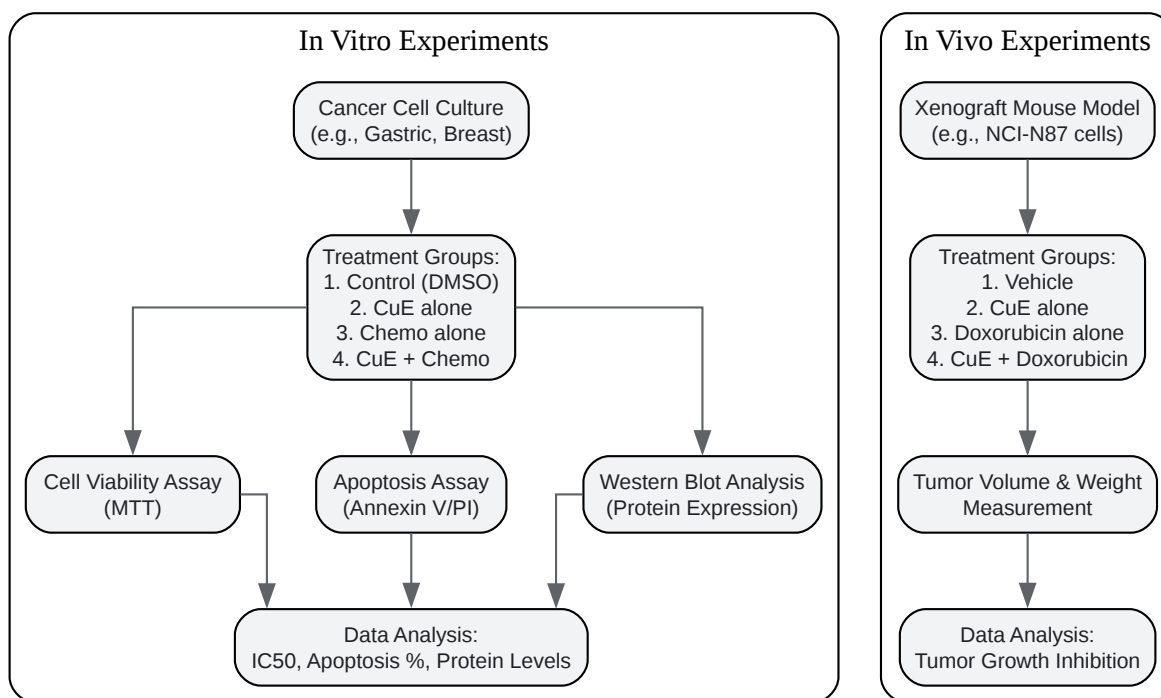 In Vitro Experiments
Cancer Cell Culture
(e.g., Gastric, Breast)
Treatment Groups:
1. Control (DMSO)
2. CuE alone
3. Chemo alone
4. CuE + Chemo
Cell Viability Assay
(MTT)
Apoptosis Assay
(Annexin V/PI)
Western Blot Analysis
(Protein Expression)
Data Analysis:
IC50, Apoptosis %, Protein Levels
In Vivo Experiments
Xenograft Mouse Model
(e.g., NCI-N87 cells)
Treatment Groups:
1. Vehicle
2. CuE alone
3. Doxorubicin alone
4. CuE + Doxorubicin
Tumor Volume & Weight
Measurement
Data Analysis:
Tumor Growth Inhibition